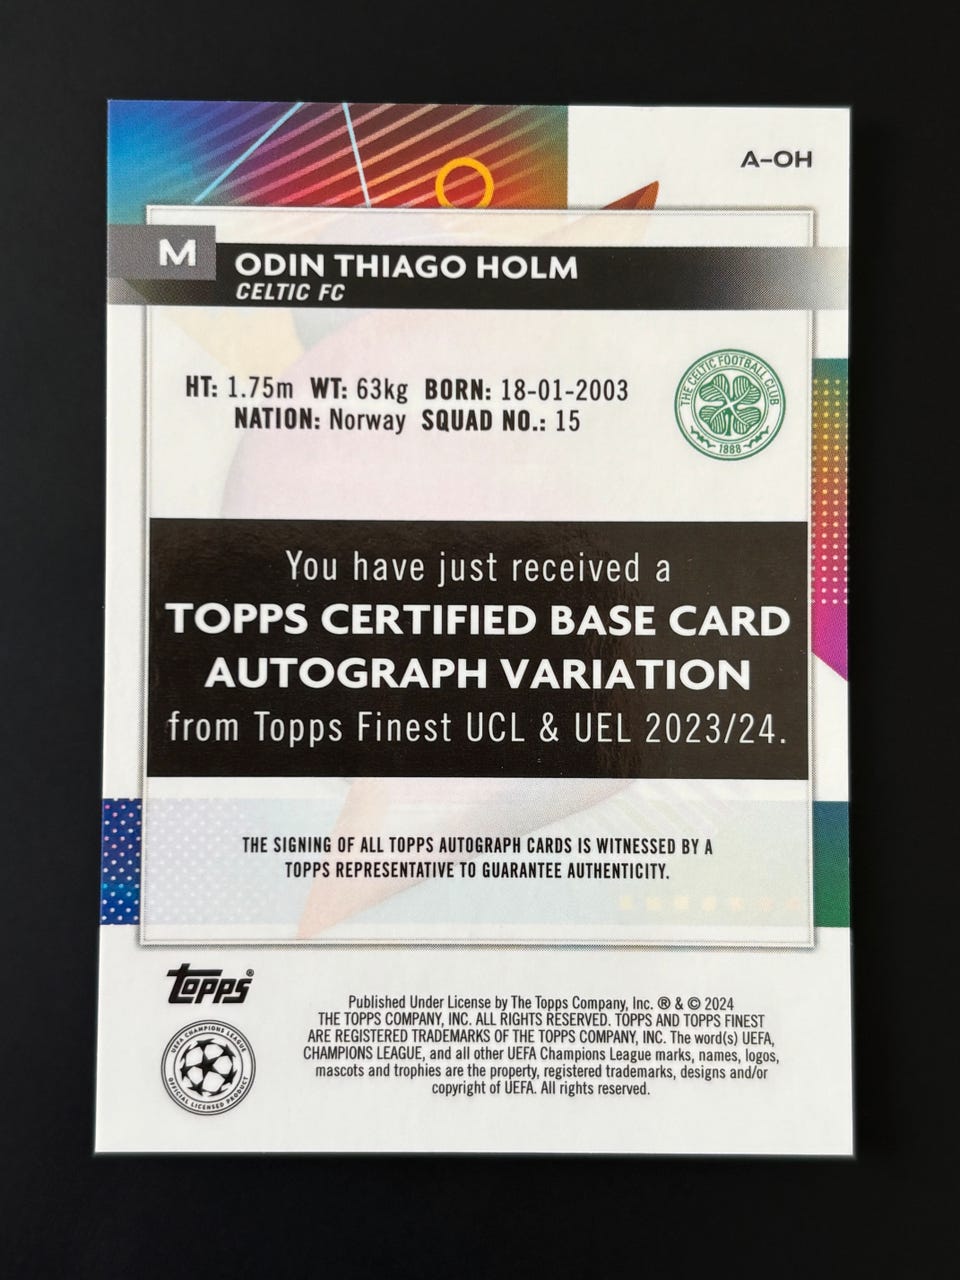 A-OH
M
ODIN THIAGO HOLM
CELTIC FC
HT: 1.75m WT: 63kg BORN: 18-01-2003
NATION: Norway SQUAD NO.: 15
THE CELTIC FOOTBALL CLUB
1888
You have just received a
TOPPS CERTIFIED BASE CARD
AUTOGRAPH VARIATION
from Topps Finest UCL & UEL 2023/24.
THE SIGNING OF ALL TOPPS AUTOGRAPH CARDS IS WITNESSED BY A
TOPPS REPRESENTATIVE TO GUARANTEE AUTHENTICITY.
topps®
UEFA CHAMPIONS LEAGUE
OFFICIAL LICENSED PRODUCT
Published Under License by The Topps Company, Inc. ® & © 2024
THE TOPPS COMPANY, INC. ALL RIGHTS RESERVED. TOPPS AND TOPPS FINEST
ARE REGISTERED TRADEMARKS OF THE TOPPS COMPANY, INC. The word(s) UEFA,
CHAMPIONS LEAGUE, and all other UEFA Champions League marks, names, logos,
mascots and trophies are the property, registered trademarks, designs and/or
copyright of UEFA. All rights reserved.